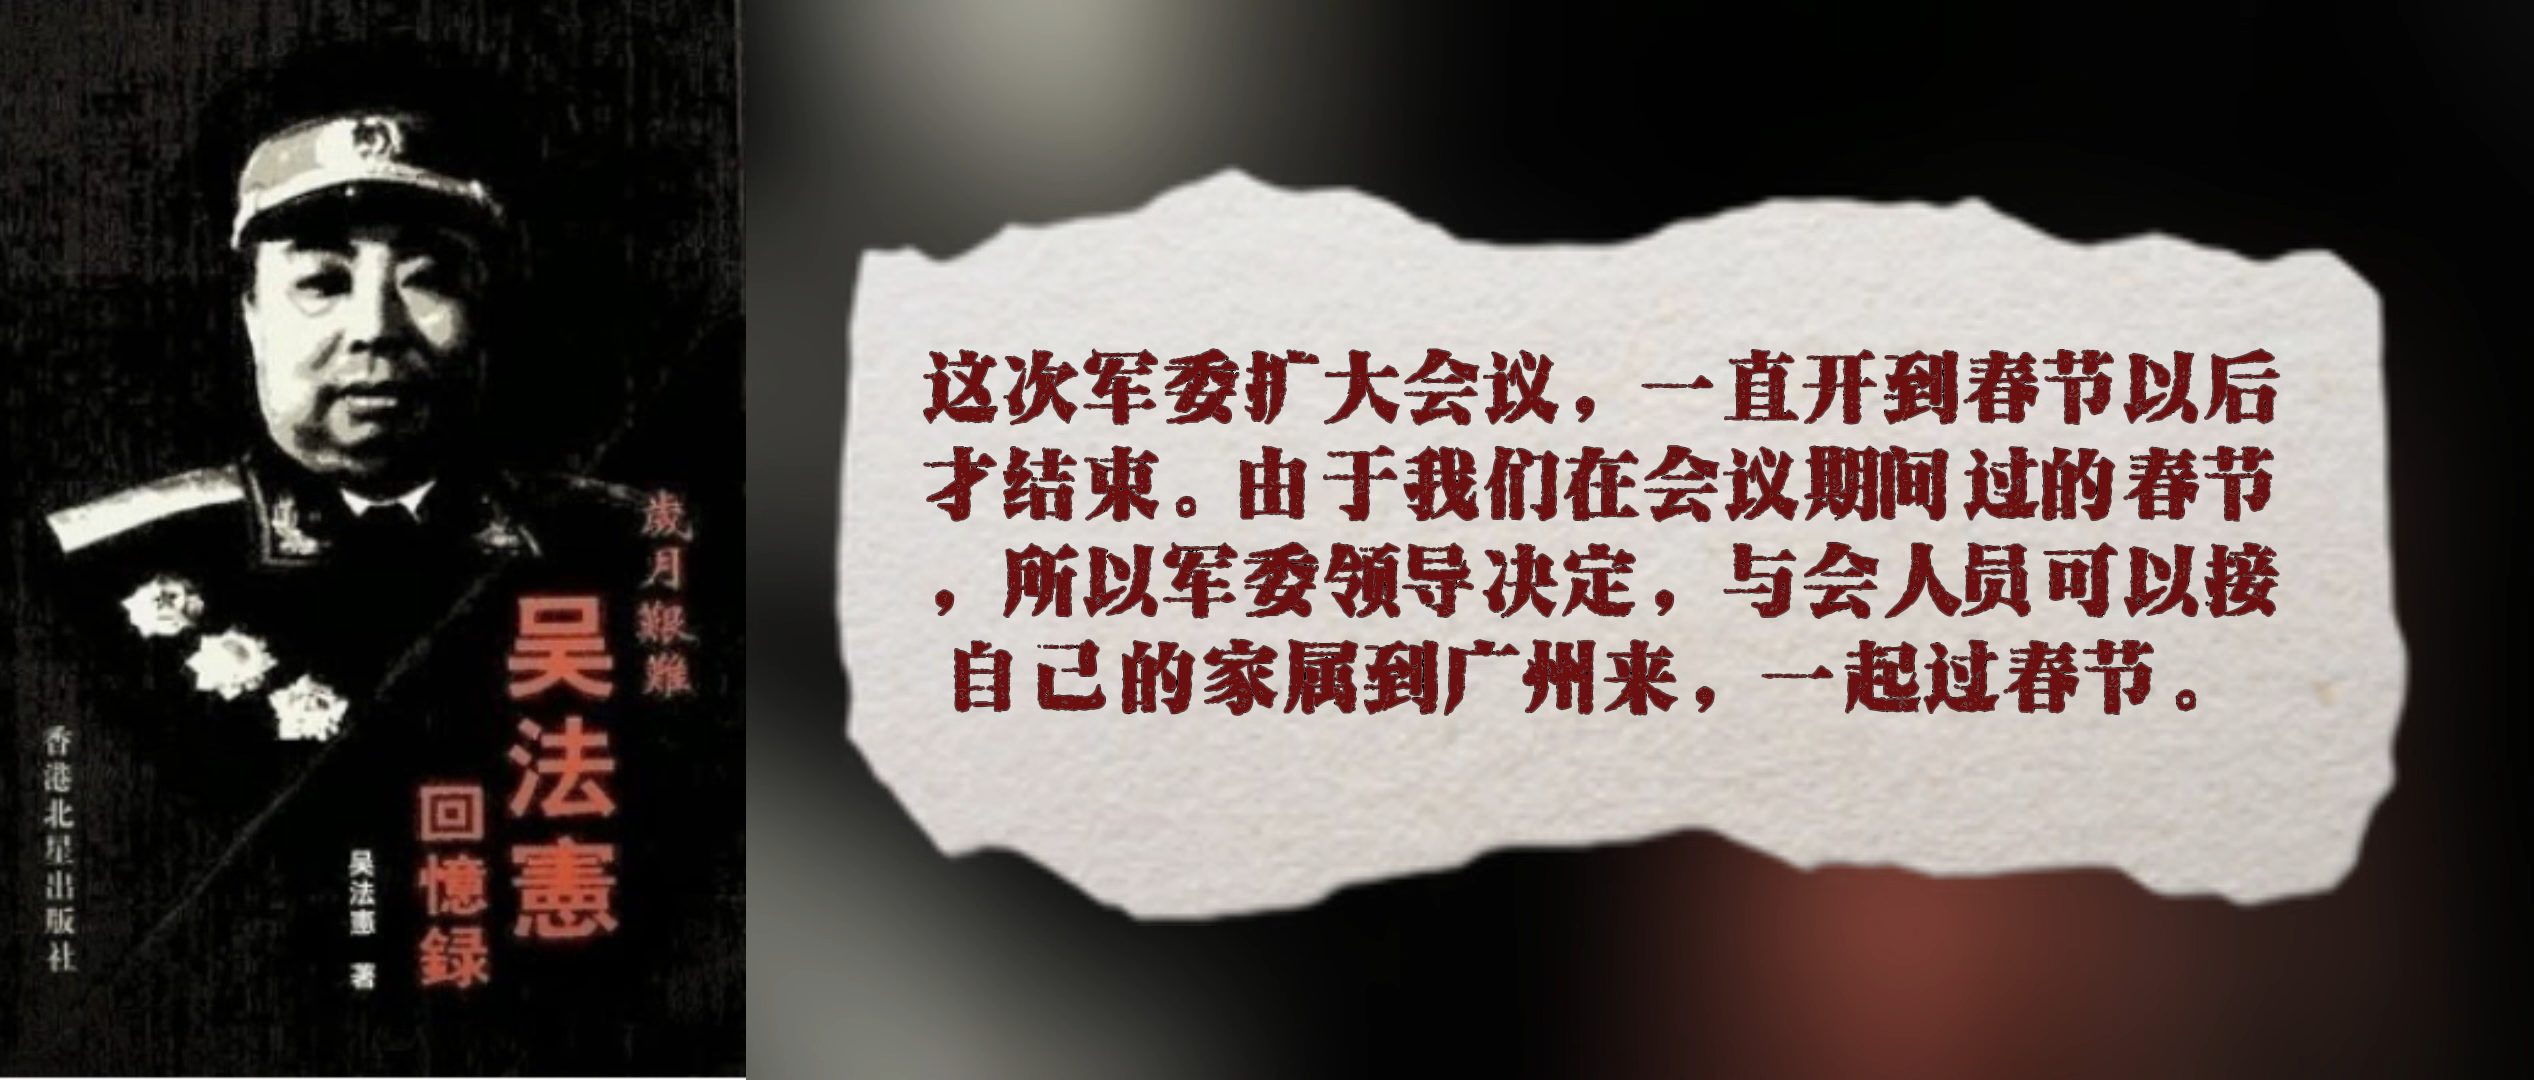 歲月艱難
吴法憲
回憶録
吴法憲 著
香港北星出版社
这次军委扩大会议，一直开到春节以后
才结束。由于我们在会议期间过的春节
，所以军委领导决定，与会人员可以接
自己的家属到广州来，一起过春节。